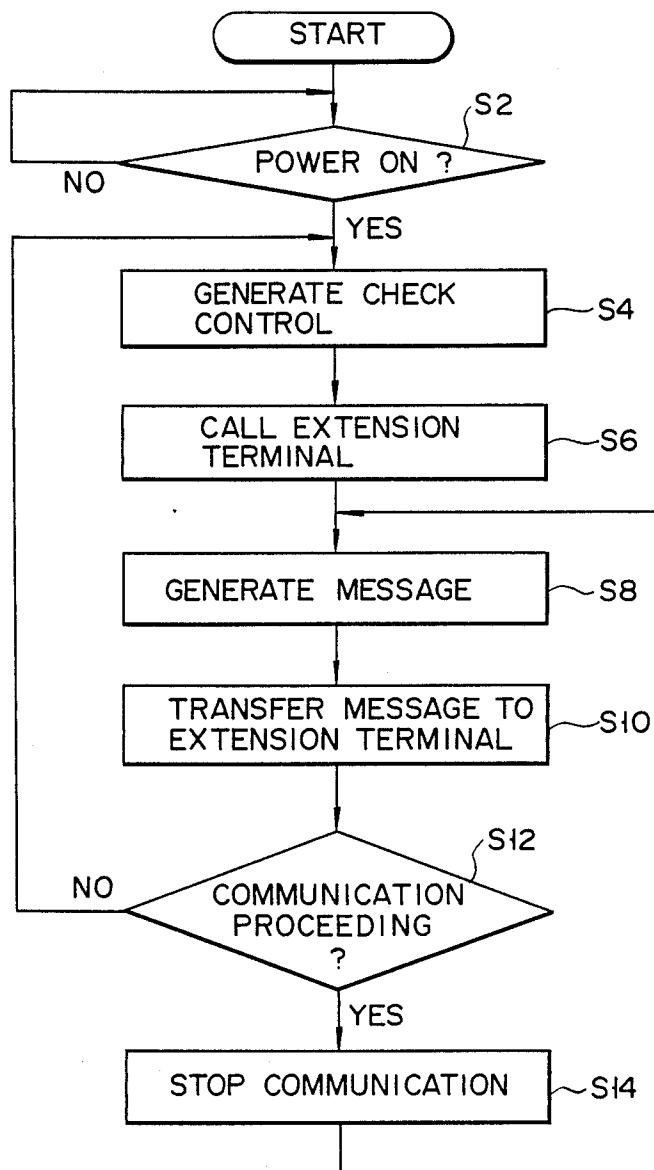 START
S2
POWER ON ?
NO
YES
GENERATE CHECK
CONTROL
S4
CALL EXTENSION
TERMINAL
S6
GENERATE MESSAGE
S8
TRANSFER MESSAGE TO
EXTENSION TERMINAL
S10
S12
NO
COMMUNICATION
PROCEEDING
?
YES
STOP COMMUNICATION
S14